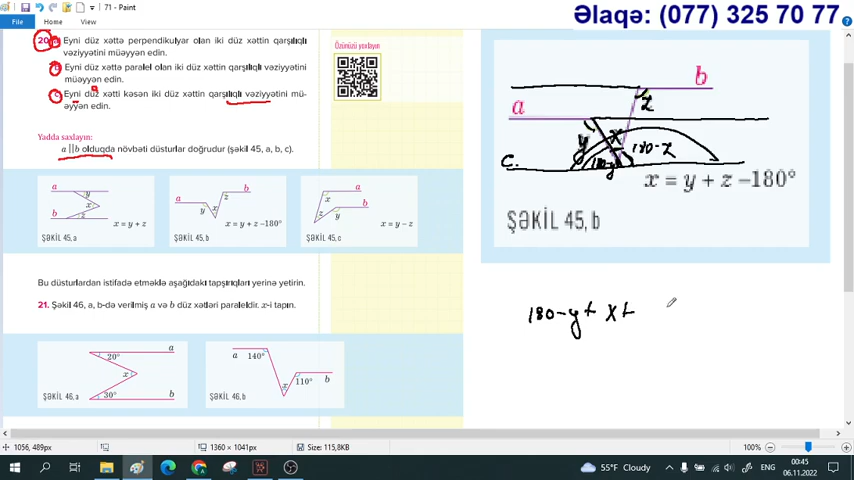 71 - Paint
Əlaqə: (077) 325 70 77
File
Home
View
20. a. Eyni düz xəttə perpendikulyar olan iki düz xəttin qarşılıqlı
vəziyyətini müəyyən edin.
b. Eyni düz xəttə paralel olan iki düz xəttin qarşılıqlı vəziyyətini
müəyyən edin.
c. Eyni düz xətti kəsən iki düz xəttin qarşılıqlı vəziyyətini mü-
əyyən edin.
Özünüzü yoxlayın
Yadda saxlayın:
a || b olduqda növbəti düsturlar doğrudur (şəkil 45, a, b, c).
a
y
x
b
z
x = y + z
ŞƏKİL 45, a
a
b
y
x
z
x = y + z -180°
ŞƏKİL 45, b
a
x
b
z
y
x = y - z
ŞƏKİL 45, c
Bu düsturlardan istifadə etməklə aşağıdakı tapşırıqları yerinə yetirin.
21. Şəkil 46, a, b-də verilmiş a və b düz xətləri paraleldir. x-i tapın.
a
20°
x
30°
b
ŞƏKİL 46, a
a
140°
x
110°
b
ŞƏKİL 46, b
b
a
z
y
x
180-y
180-z
c.
x = y + z -180°
ŞƏKİL 45, b
180-y+ x+
1056, 489px
1360 × 1041px
Size: 115,8KB
100%
55°F Cloudy
ENG
00:45
06.11.2022